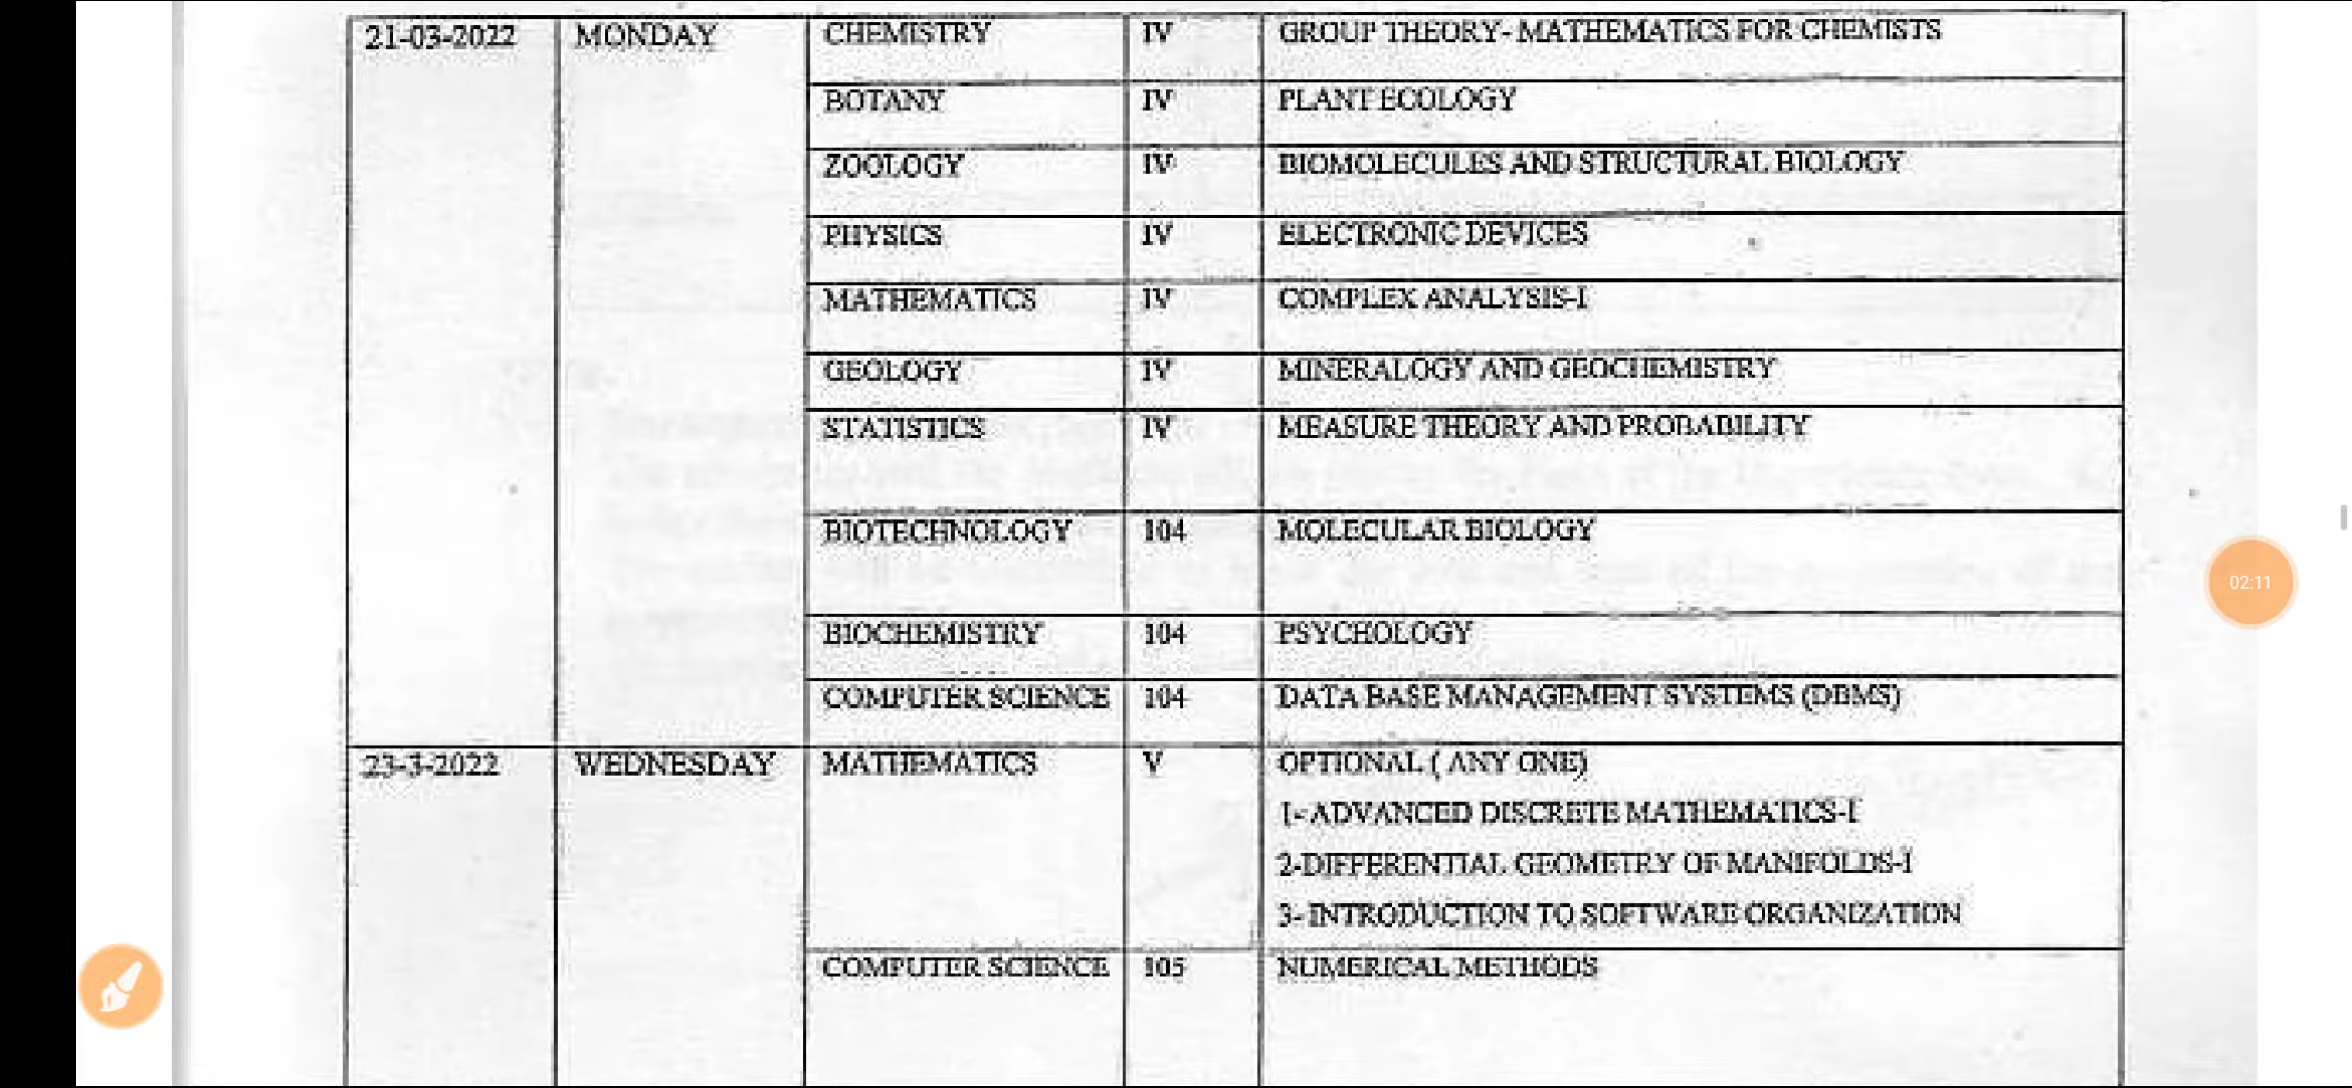 21-03-2022 MONDAY CHEMISTRY IV GROUP THEORY- MATHEMATICS FOR CHEMISTS
BOTANY IV PLANT ECOLOGY
ZOOLOGY IV BIOMOLECULES AND STRUCTURAL BIOLOGY
PHYSICS IV ELECTRONIC DEVICES
MATHEMATICS IV COMPLEX ANALYSIS-I
GEOLOGY IV MINERALOGY AND GEOCHEMISTRY
STATISTICS IV MEASURE THEORY AND PROBABILITY
BIOTECHNOLOGY 104 MOLECULAR BIOLOGY
BIOCHEMISTRY 104 PSYCHOLOGY
02:11
COMPUTER SCIENCE 104 DATA BASE MANAGEMENT SYSTEMS (DBMS)
23-3-2022 WEDNESDAY MATHEMATICS V OPTIONAL ( ANY ONE)
1- ADVANCED DISCRETE MATHEMATICS-I
2-DIFFERENTIAL GEOMETRY OF MANIFOLDS-I
3- INTRODUCTION TO SOFTWARE ORGANIZATION
COMPUTER SCIENCE 105 NUMERICAL METHODS